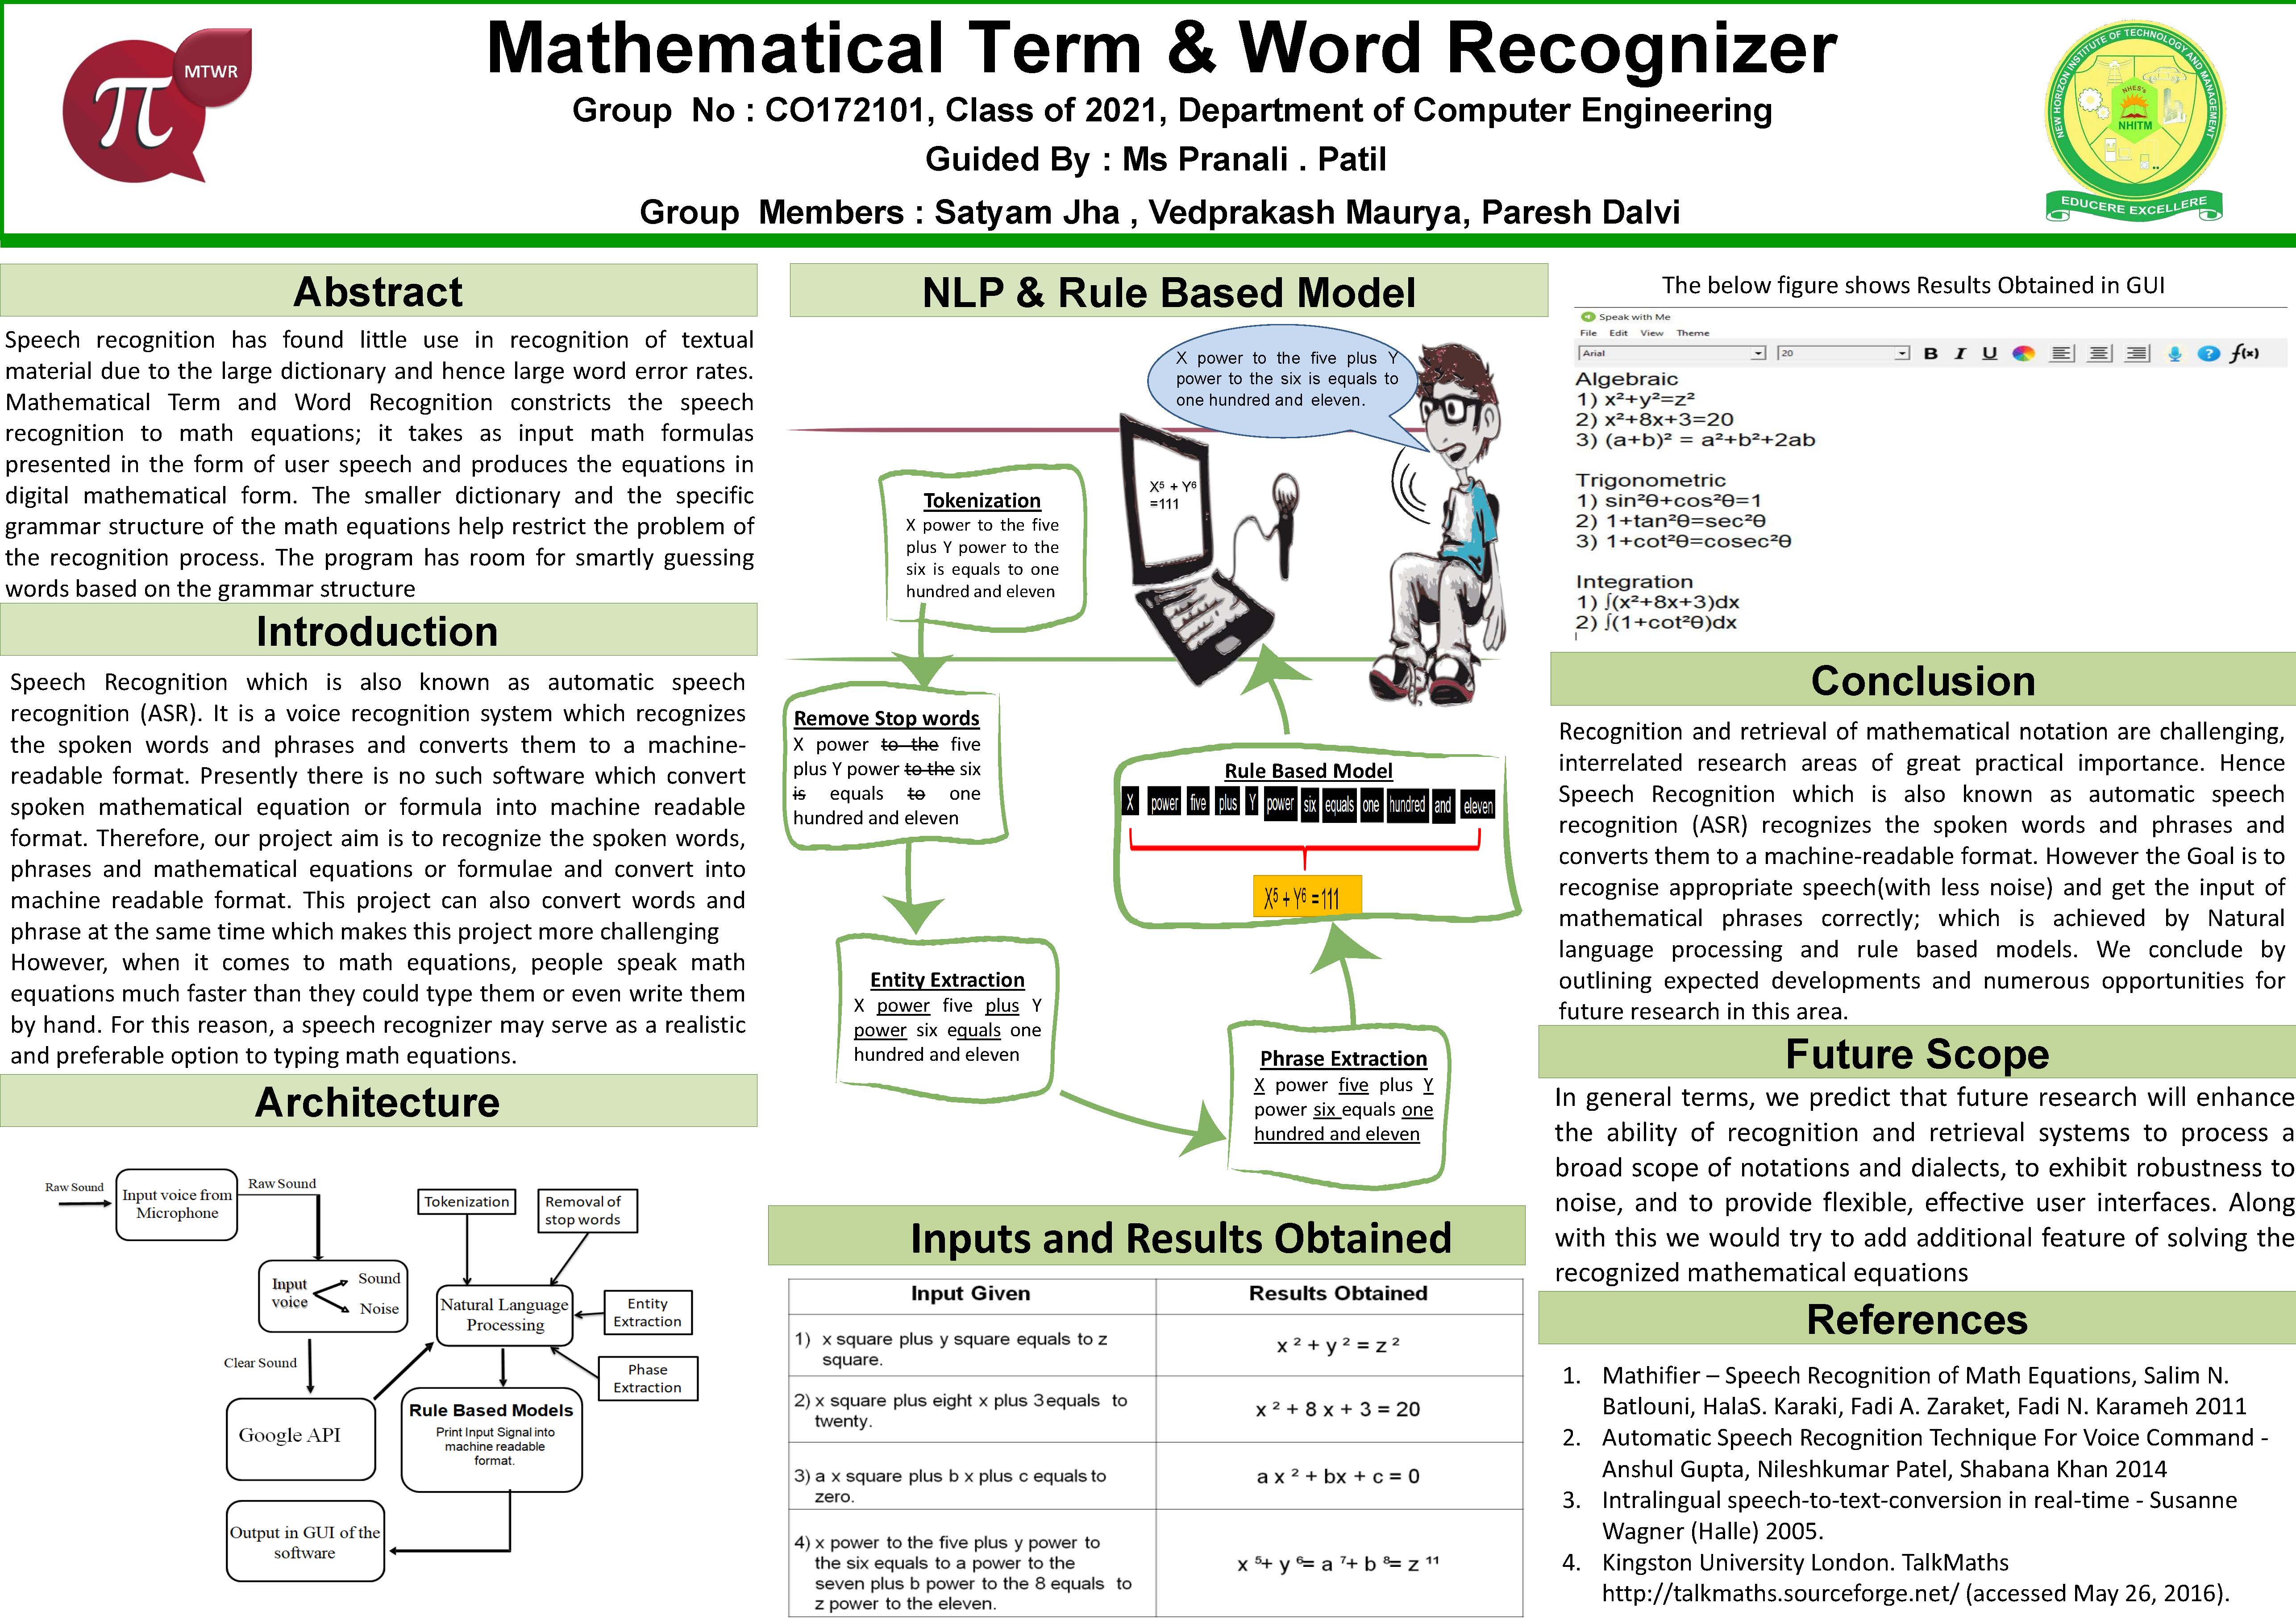 MTWR
π
Mathematical Term & Word Recognizer
Group No : CO172101, Class of 2021, Department of Computer Engineering
Guided By : Ms Pranali . Patil
Group Members : Satyam Jha , Vedprakash Maurya, Paresh Dalvi
NEW HORIZON INSTITUTE OF TECHNOLOGY AND MANAGEMENT
NHES's
NHITM
EDUCERE EXCELLERE
Abstract
Speech recognition has found little use in recognition of textual
material due to the large dictionary and hence large word error rates.
Mathematical Term and Word Recognition constricts the speech
recognition to math equations; it takes as input math formulas
presented in the form of user speech and produces the equations in
digital mathematical form. The smaller dictionary and the specific
grammar structure of the math equations help restrict the problem of
the recognition process. The program has room for smartly guessing
words based on the grammar structure
Introduction
Speech Recognition which is also known as automatic speech
recognition (ASR). It is a voice recognition system which recognizes
the spoken words and phrases and converts them to a machine-
readable format. Presently there is no such software which convert
spoken mathematical equation or formula into machine readable
format. Therefore, our project aim is to recognize the spoken words,
phrases and mathematical equations or formulae and convert into
machine readable format. This project can also convert words and
phrase at the same time which makes this project more challenging
However, when it comes to math equations, people speak math
equations much faster than they could type them or even write them
by hand. For this reason, a speech recognizer may serve as a realistic
and preferable option to typing math equations.
Architecture
Raw Sound
Input voice from
Microphone
Raw Sound
Input
voice
Sound
Noise
Clear Sound
Google API
Tokenization
Removal of
stop words
Natural Language
Processing
Entity
Extraction
Phase
Extraction
Rule Based Models
Print Input Signal into
machine readable
format.
Output in GUI of the
software
NLP & Rule Based Model
X power to the five plus Y
power to the six is equals to
one hundred and eleven.
X⁵ + Y⁶
=111
Tokenization
X power to the five
plus Y power to the
six is equals to one
hundred and eleven
Remove Stop words
X power to the five
plus Y power to the six
is equals to one
hundred and eleven
Entity Extraction
X power five plus Y
power six equals one
hundred and eleven
Phrase Extraction
X power five plus Y
power six equals one
hundred and eleven
Rule Based Model
X power five plus Y power six equals one hundred and eleven
X⁵ + Y⁶ =111
Inputs and Results Obtained
Input Given
Results Obtained
1) x square plus y square equals to z
square.
x ² + y ² = z ²
2) x square plus eight x plus 3 equals to
twenty.
x ² + 8 x + 3 = 20
3) a x square plus b x plus c equals to
zero.
a x ² + bx + c = 0
4) x power to the five plus y power to
the six equals to a power to the
seven plus b power to the 8 equals to
z power to the eleven.
x ⁵+ y ⁶= a ⁷+ b ⁸= z ¹¹
The below figure shows Results Obtained in GUI
Speak with Me
File Edit View Theme
Arial 20 B I U ? f(x)
Algebraic
1) x²+y²=z²
2) x²+8x+3=20
3) (a+b)² = a²+b²+2ab
Trigonometric
1) sin²θ+cos²θ=1
2) 1+tan²θ=sec²θ
3) 1+cot²θ=cosec²θ
Integration
1) ∫(x²+8x+3)dx
2) ∫(1+cot²θ)dx
Conclusion
Recognition and retrieval of mathematical notation are challenging,
interrelated research areas of great practical importance. Hence
Speech Recognition which is also known as automatic speech
recognition (ASR) recognizes the spoken words and phrases and
converts them to a machine-readable format. However the Goal is to
recognise appropriate speech(with less noise) and get the input of
mathematical phrases correctly; which is achieved by Natural
language processing and rule based models. We conclude by
outlining expected developments and numerous opportunities for
future research in this area.
Future Scope
In general terms, we predict that future research will enhance
the ability of recognition and retrieval systems to process a
broad scope of notations and dialects, to exhibit robustness to
noise, and to provide flexible, effective user interfaces. Along
with this we would try to add additional feature of solving the
recognized mathematical equations
References
1. Mathifier – Speech Recognition of Math Equations, Salim N.
Batlouni, HalaS. Karaki, Fadi A. Zaraket, Fadi N. Karameh 2011
2. Automatic Speech Recognition Technique For Voice Command -
Anshul Gupta, Nileshkumar Patel, Shabana Khan 2014
3. Intralingual speech-to-text-conversion in real-time - Susanne
Wagner (Halle) 2005.
4. Kingston University London. TalkMaths
http://talkmaths.sourceforge.net/ (accessed May 26, 2016).